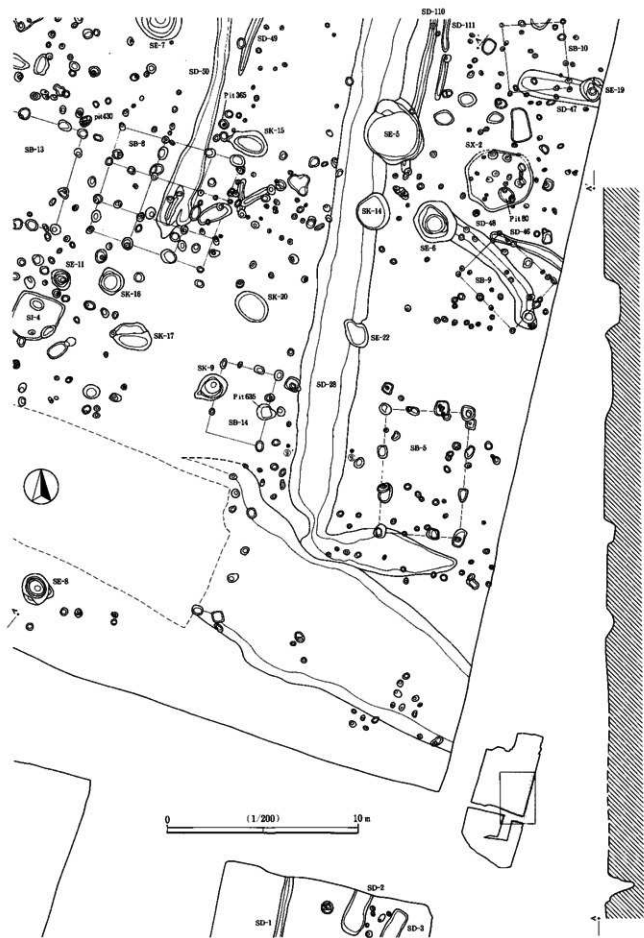 SD-110
SD-111
SD-49
SE-7
SB-10
SD-50
SE-19
Pit365
SD-47
pit430
SE-5
SB-13
SB-8
SK-15
SX-2
Pit80
SK-14
SD-48
SD-46
SE-6
SE-11
SB-9
SK-16
SK-20
SI-4
SK-17
SE-22
SK-9
SD-28
Pit635
SB-14
SB-5
SE-8
0 (1/200) 10m
SD-2
SD-1
SD-3